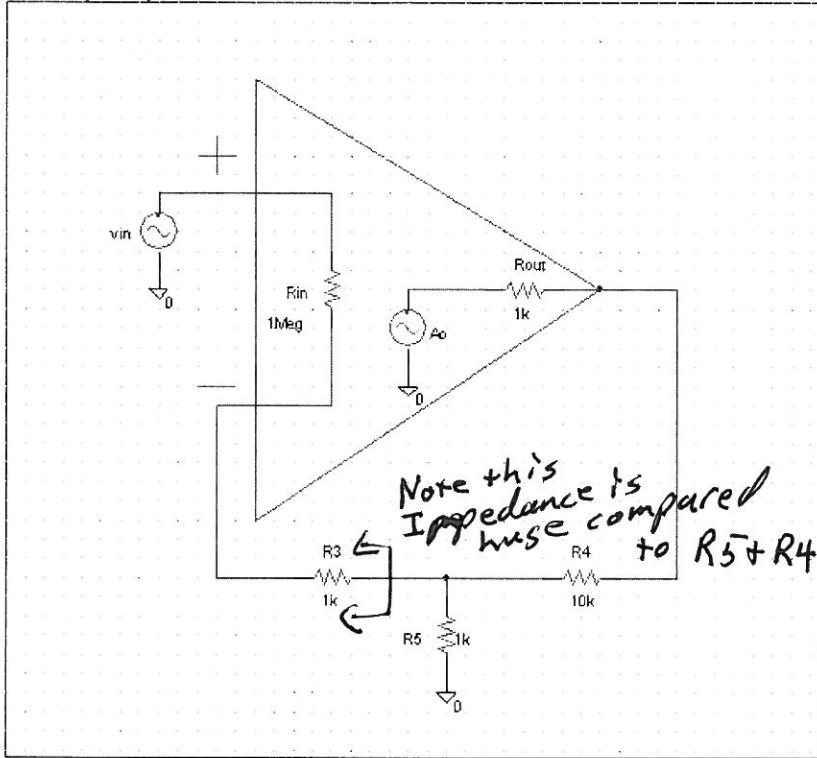 +
vin
0
Rin
1Meg
−
Rout
1k
Ao
0
Note this
Impedance is
huge compared
to R5 + R4
R3
1k
R4
10k
R5
1k
0